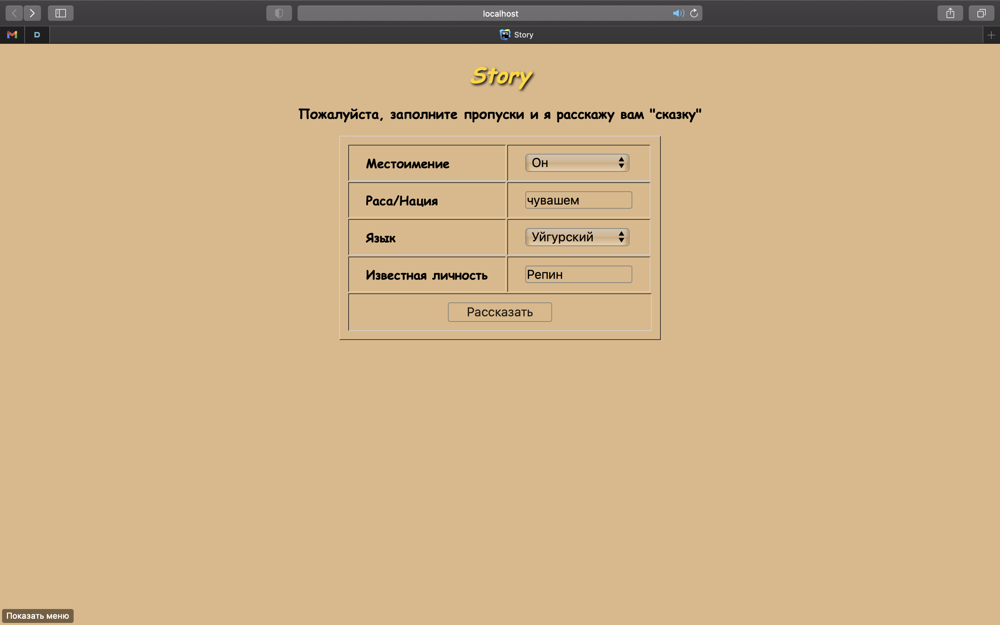 localhost
D
WS Story
Story
Пожалуйста, заполните пропуски и я расскажу вам "сказку"
Местоимение Он
Раса/Нация чувашем
Язык Уйгурский
Известная личность Репин
Рассказать
Показать меню